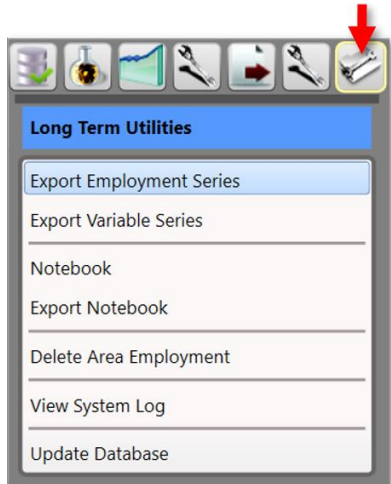 Long Term Utilities
Export Employment Series
Export Variable Series
Notebook
Export Notebook
Delete Area Employment
View System Log
Update Database